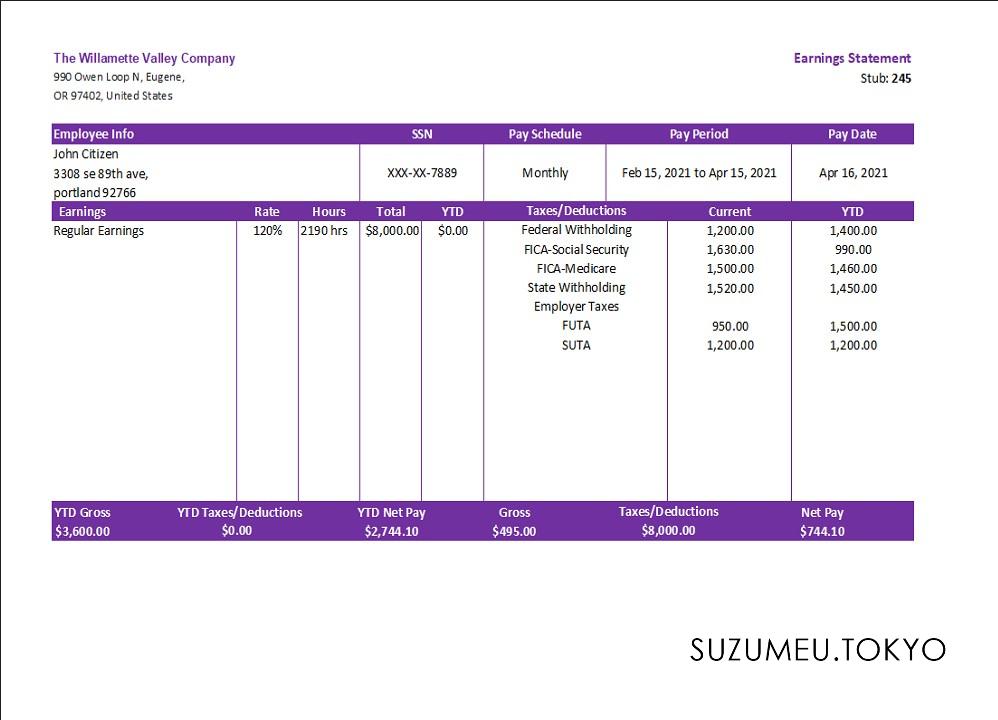 The Willamette Valley Company
Earnings Statement
990 Owen Loop N, Eugene,
Stub: 245
OR 97402, United States
Employee Info SSN Pay Schedule Pay Period Pay Date
John Citizen
3308 se 89th ave,
portland 92766
XXX-XX-7889 Monthly Feb 15, 2021 to Apr 15, 2021 Apr 16, 2021
Earnings Rate Hours Total YTD Taxes/Deductions Current YTD
Regular Earnings 120% 2190 hrs $8,000.00 $0.00 Federal Withholding 1,200.00 1,400.00
FICA-Social Security 1,630.00 990.00
FICA-Medicare 1,500.00 1,460.00
State Withholding 1,520.00 1,450.00
Employer Taxes
FUTA 950.00 1,500.00
SUTA 1,200.00 1,200.00
YTD Gross YTD Taxes/Deductions YTD Net Pay Gross Taxes/Deductions Net Pay
$3,600.00 $0.00 $2,744.10 $495.00 $8,000.00 $744.10
SUZUMEU.TOKYO